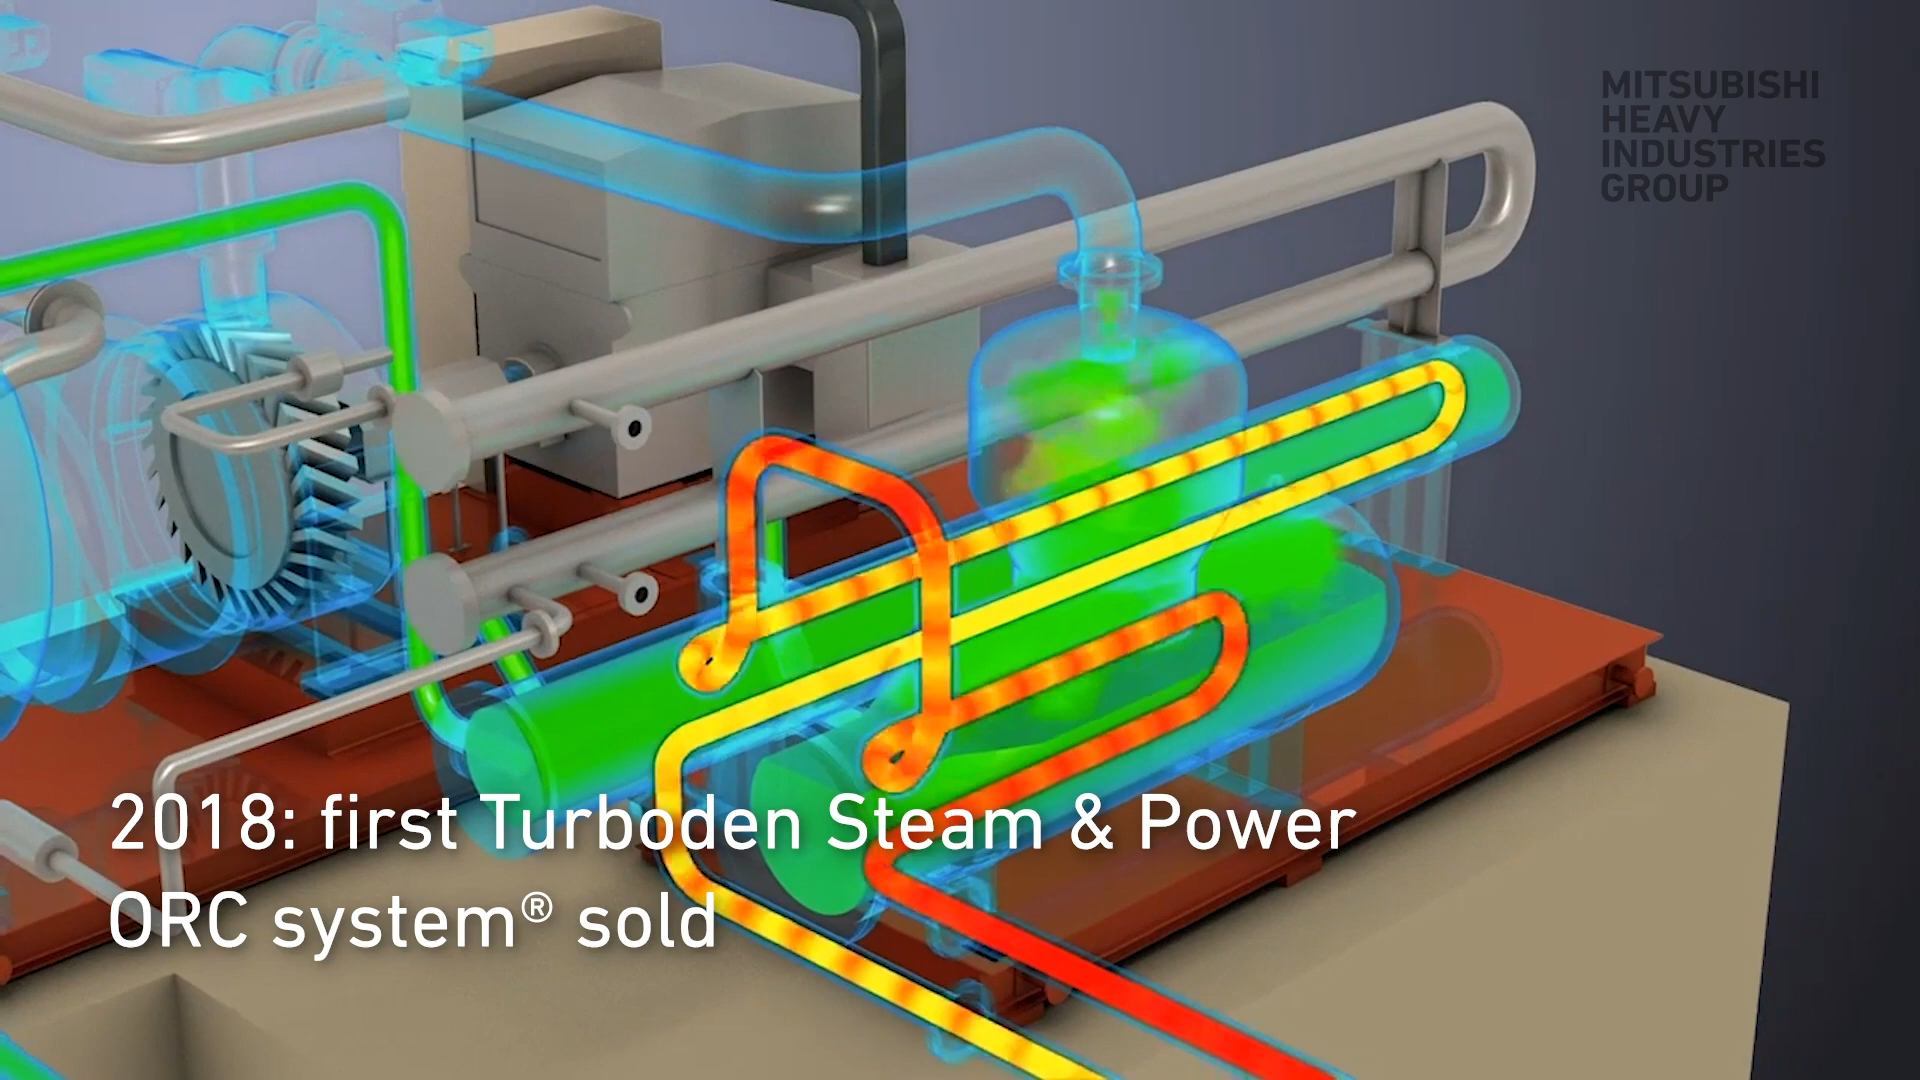 MITSUBISHI
HEAVY
INDUSTRIES
GROUP
2018: first Turboden Steam & Power
ORC system® sold